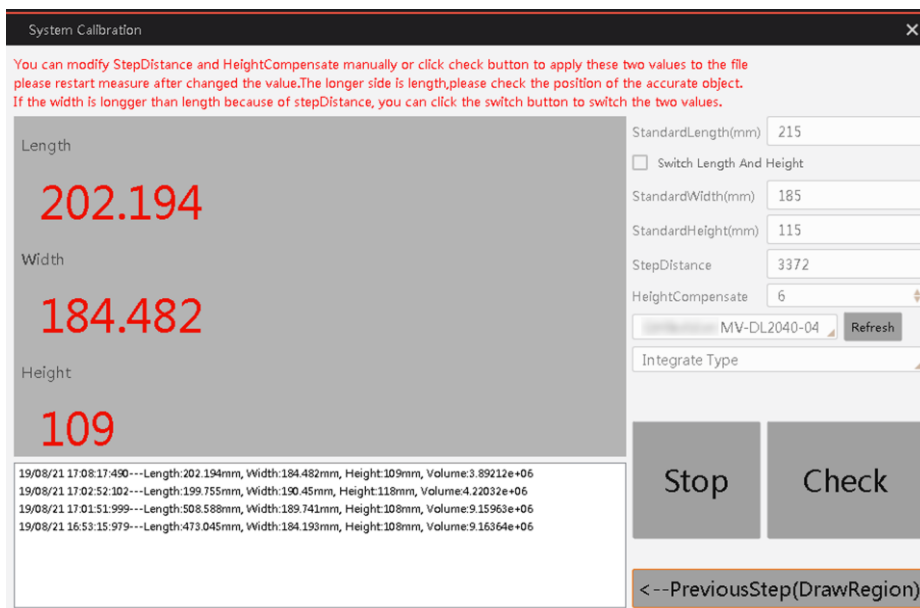 System Calibration
You can modify StepDistance and HeightCompensate manually or click check button to apply these two values to the file
please restart measure after changed the value.The longer side is length,please check the position of the accurate object.
If the width is longger than length because of stepDistance, you can click the switch button to switch the two values.
Length
202.194
Width
184.482
Height
109
StandardLength(mm) 215
Switch Length And Height
StandardWidth(mm) 185
StandardHeight(mm) 115
StepDistance 3372
HeightCompensate 6
MV-DL2040-04 Refresh
Integrate Type
19/08/21 17:08:17:490---Length:202.194mm, Width:184.482mm, Height:109mm, Volume:3.89212e+06
19/08/21 17:02:52:102---Length:199.755mm, Width:190.45mm, Height:118mm, Volume:4.22032e+06
19/08/21 17:01:51:999---Length:508.588mm, Width:189.741mm, Height:108mm, Volume:9.15963e+06
19/08/21 16:53:15:979---Length:473.045mm, Width:184.193mm, Height:108mm, Volume:9.16364e+06
Stop Check
<--PreviousStep(DrawRegion)